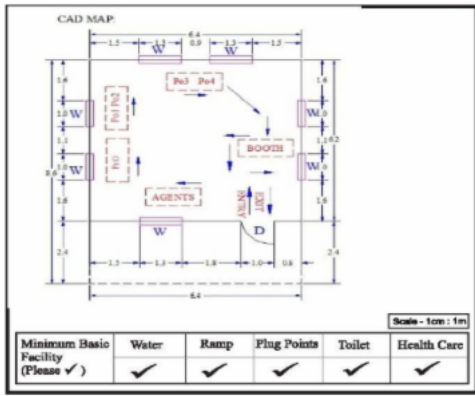 CAD MAP:
6.4
1.5 1.3 0.9 1.3 1.5
W W
Po3 Po4
1.6 1.6
W 1.0 Po1 Po2 W 1.0
1.1 BOOTH 1.1
8.6 6.2
W 1.0 W 1.0
1.6 AGENTS ENTRY EXIT 1.6
W D
2.4 2.4
1.5 1.3 1.8 1.0 0.8
6.4
Scale - 1cm : 1m
Minimum Basic Water Ramp Plug Points Toilet Health Care
Facility
(Please ✓) ✓ ✓ ✓ ✓ ✓